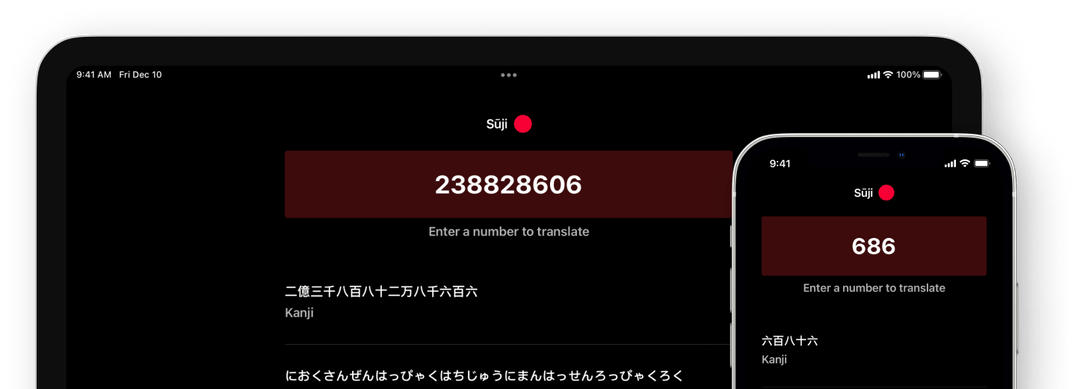 9:41 AM Fri Dec 10
100%
Sūji
238828606
Enter a number to translate
二億三千八百八十二万八千六百六
Kanji
におくさんぜんはっぴゃくはちじゅうにまんはっせんろっぴゃくろく
9:41
Sūji
686
Enter a number to translate
六百八十六
Kanji